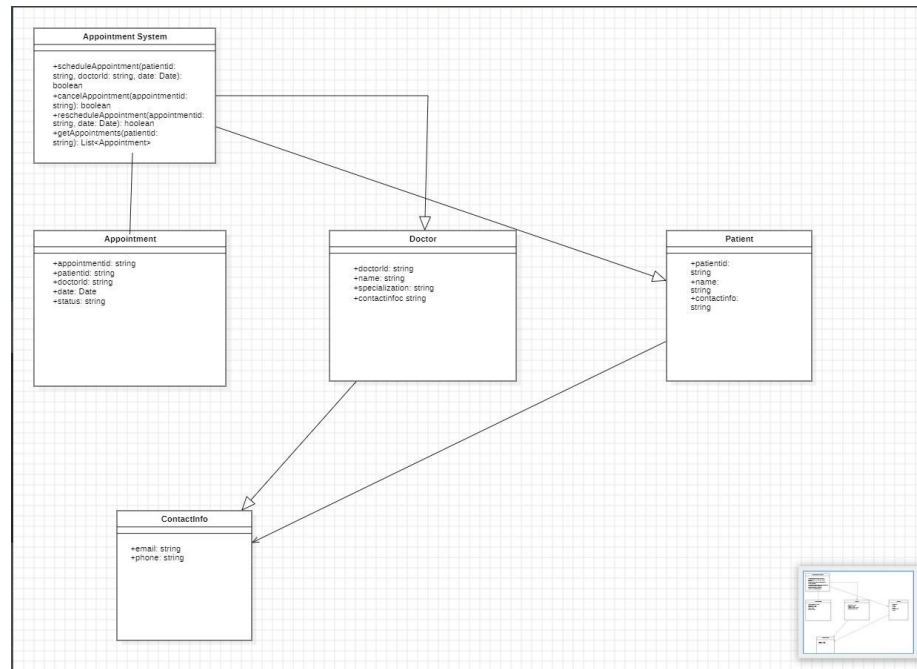 Appointment System
+scheduleAppointment(patientid:
string, doctorId: string, date: Date):
boolean
+cancelAppointment(appointmentid:
string): boolean
+rescheduleAppointment(appointmentid:
string, date: Date): hoolean
+getAppointments(patientid:
string): List<Appointment>
Appointment
+appointmentid: string
+patientid: string
+doctorId: string
+date: Date
+status: string
Doctor
+doctorId: string
+name: string
+specialization: string
+contactinfoc string
Patient
+patientid:
string
+name:
string
+contactinfo:
string
ContactInfo
+email: string
+phone: string